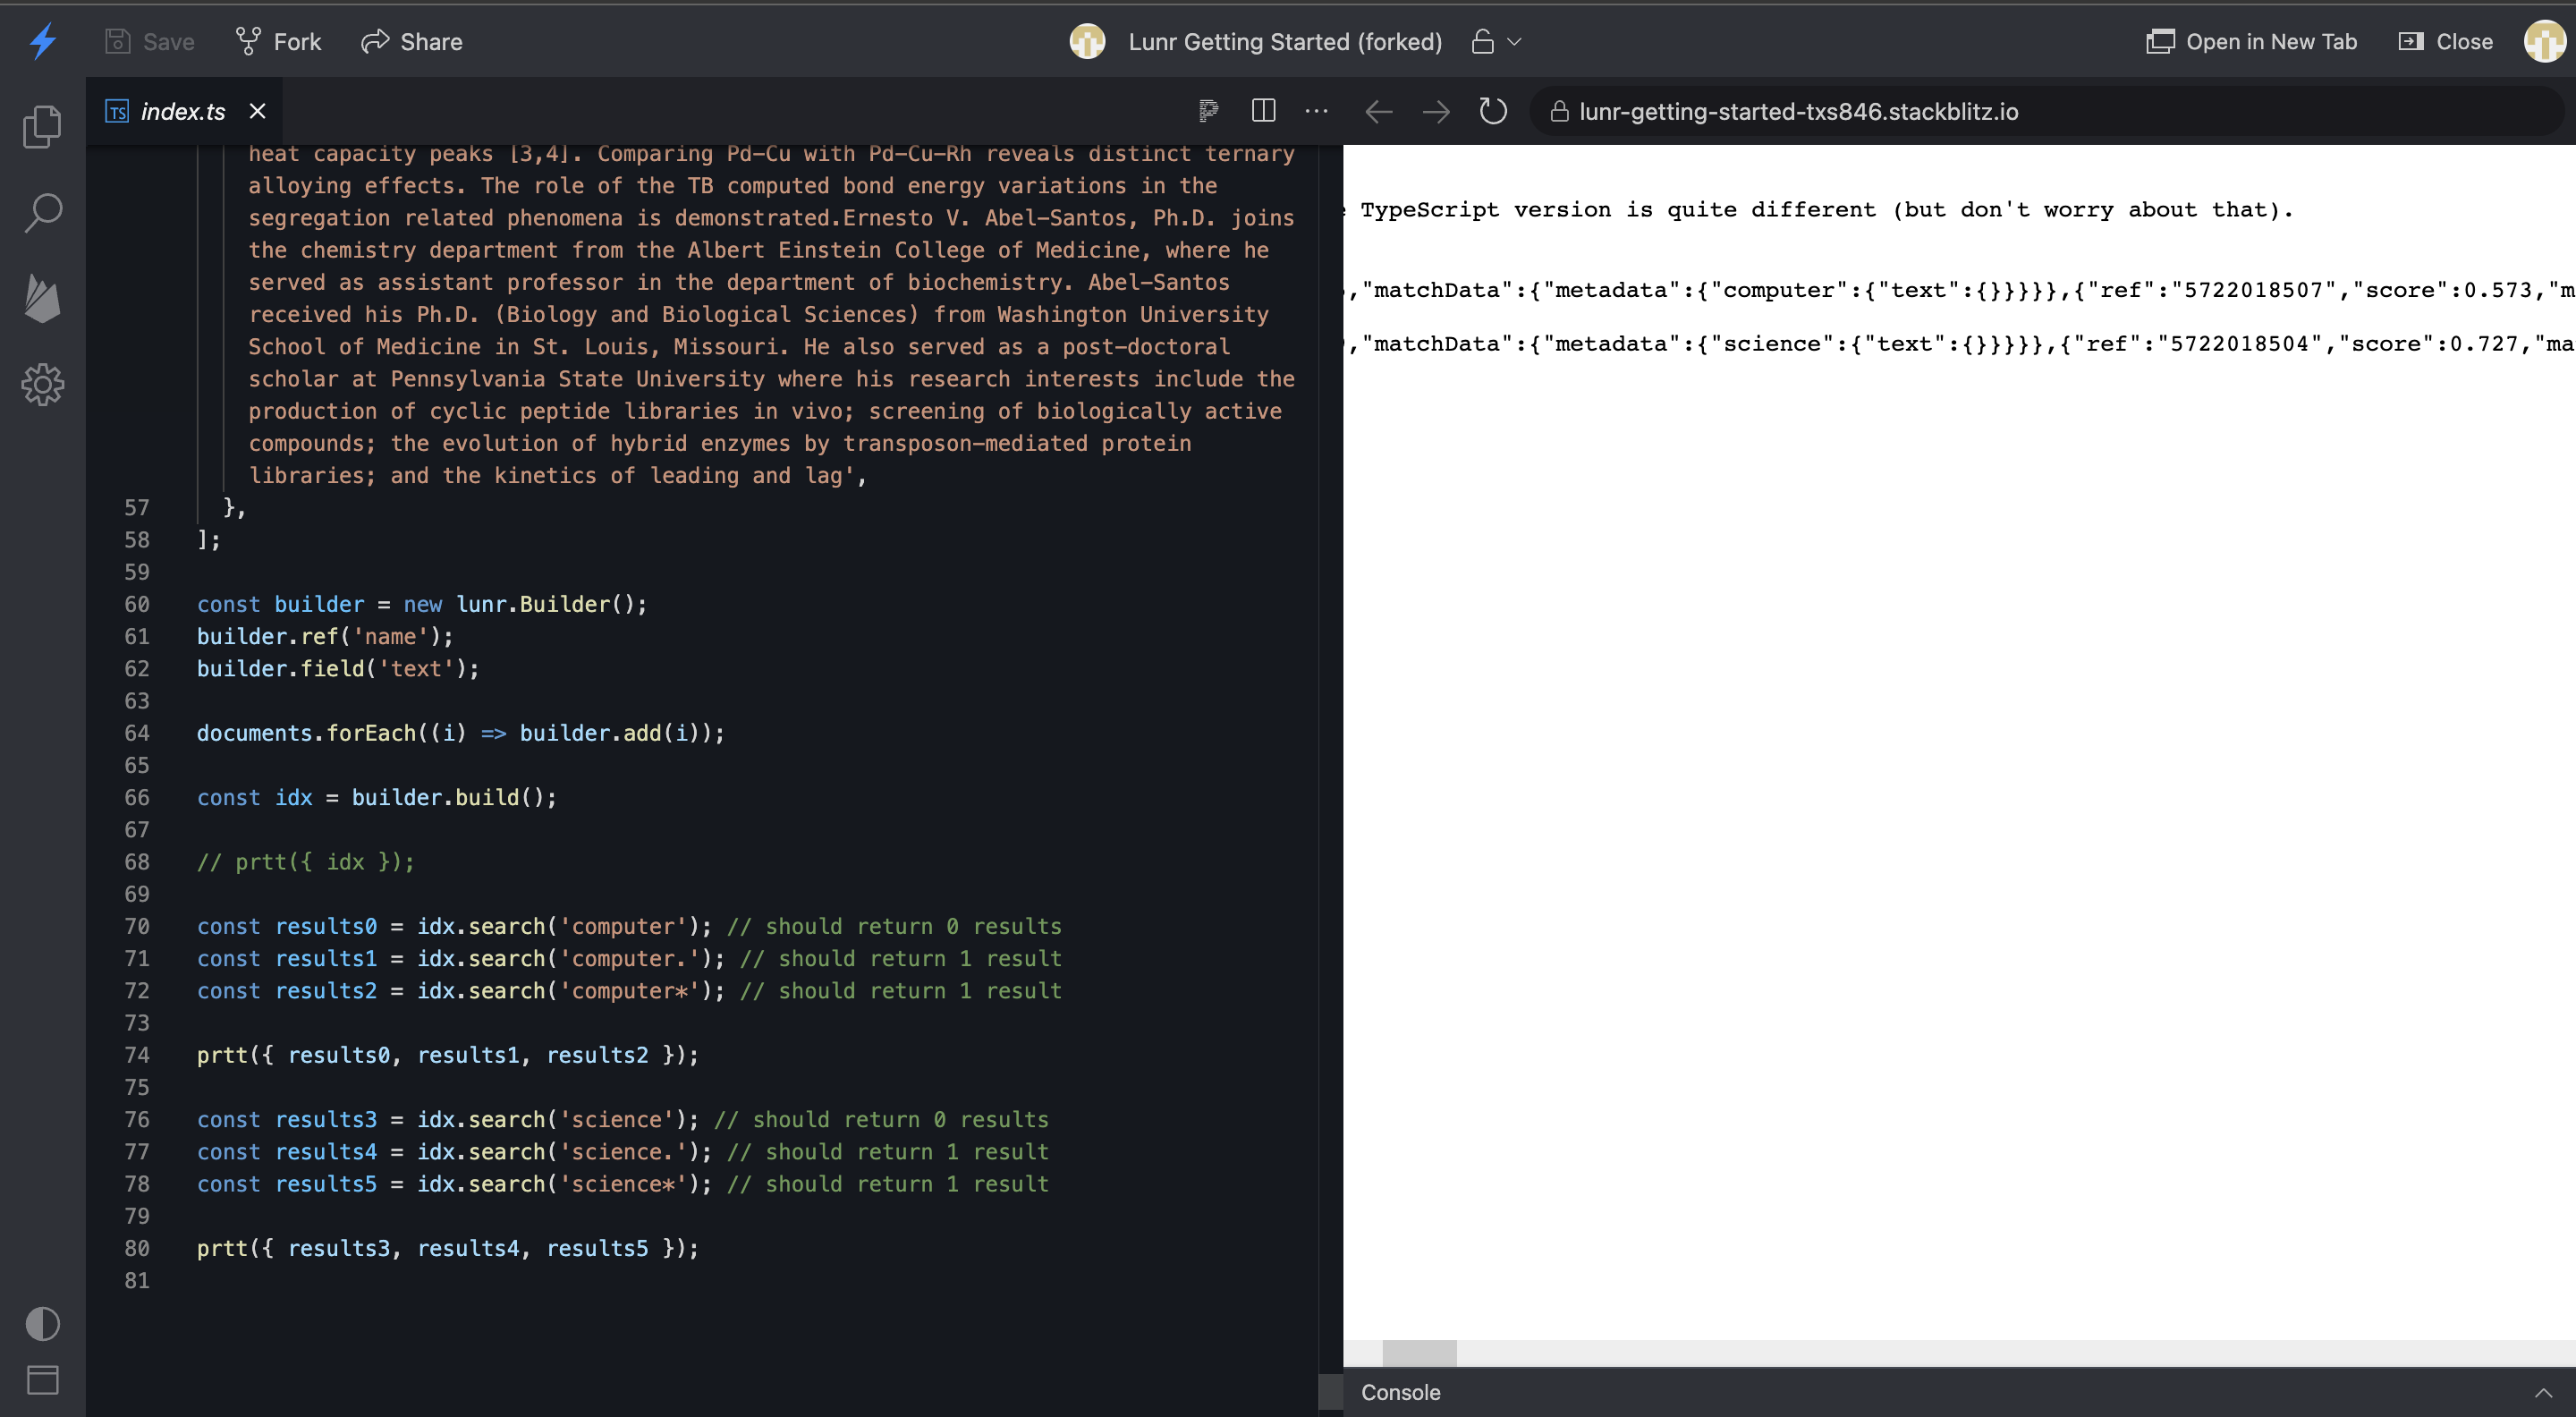 Save Fork Share Lunr Getting Started (forked) Open in New Tab Close
TS index.ts
lunr-getting-started-txs846.stackblitz.io
heat capacity peaks [3,4]. Comparing Pd-Cu with Pd-Cu-Rh reveals distinct ternary
alloying effects. The role of the TB computed bond energy variations in the
segregation related phenomena is demonstrated.Ernesto V. Abel-Santos, Ph.D. joins
the chemistry department from the Albert Einstein College of Medicine, where he
served as assistant professor in the department of biochemistry. Abel-Santos
received his Ph.D. (Biology and Biological Sciences) from Washington University
School of Medicine in St. Louis, Missouri. He also served as a post-doctoral
scholar at Pennsylvania State University where his research interests include the
production of cyclic peptide libraries in vivo; screening of biologically active
compounds; the evolution of hybrid enzymes by transposon-mediated protein
libraries; and the kinetics of leading and lag',
57 },
58 ];
59
60 const builder = new lunr.Builder();
61 builder.ref('name');
62 builder.field('text');
63
64 documents.forEach((i) => builder.add(i));
65
66 const idx = builder.build();
67
68 // prtt({ idx });
69
70 const results0 = idx.search('computer'); // should return 0 results
71 const results1 = idx.search('computer.'); // should return 1 result
72 const results2 = idx.search('computer*'); // should return 1 result
73
74 prtt({ results0, results1, results2 });
75
76 const results3 = idx.search('science'); // should return 0 results
77 const results4 = idx.search('science.'); // should return 1 result
78 const results5 = idx.search('science*'); // should return 1 result
79
80 prtt({ results3, results4, results5 });
81
TypeScript version is quite different (but don't worry about that).
,"matchData":{"metadata":{"computer":{"text":{}}}}},{"ref":"5722018507","score":0.573,"m
,"matchData":{"metadata":{"science":{"text":{}}}}},{"ref":"5722018504","score":0.727,"ma
Console